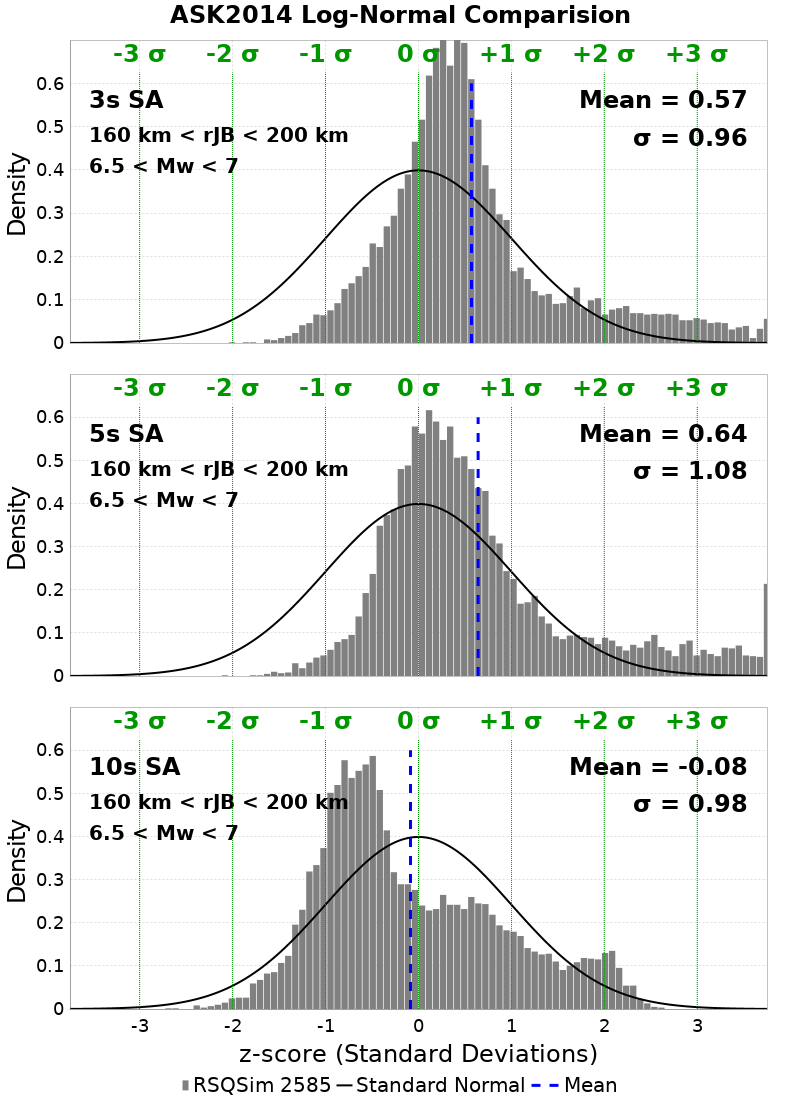 ASK2014 Log-Normal Comparision
-3 σ -2 σ -1 σ 0 σ +1 σ +2 σ +3 σ
0.6
0.5
0.4
0.3
0.2
0.1
0
Density
3s SA
160 km < rJB < 200 km
6.5 < Mw < 7
Mean = 0.57
σ = 0.96
-3 σ -2 σ -1 σ 0 σ +1 σ +2 σ +3 σ
0.6
0.5
0.4
0.3
0.2
0.1
0
Density
5s SA
160 km < rJB < 200 km
6.5 < Mw < 7
Mean = 0.64
σ = 1.08
-3 σ -2 σ -1 σ 0 σ +1 σ +2 σ +3 σ
0.6
0.5
0.4
0.3
0.2
0.1
0
Density
10s SA
160 km < rJB < 200 km
6.5 < Mw < 7
Mean = -0.08
σ = 0.98
-3 -2 -1 0 1 2 3
z-score (Standard Deviations)
RSQSim 2585 Standard Normal Mean